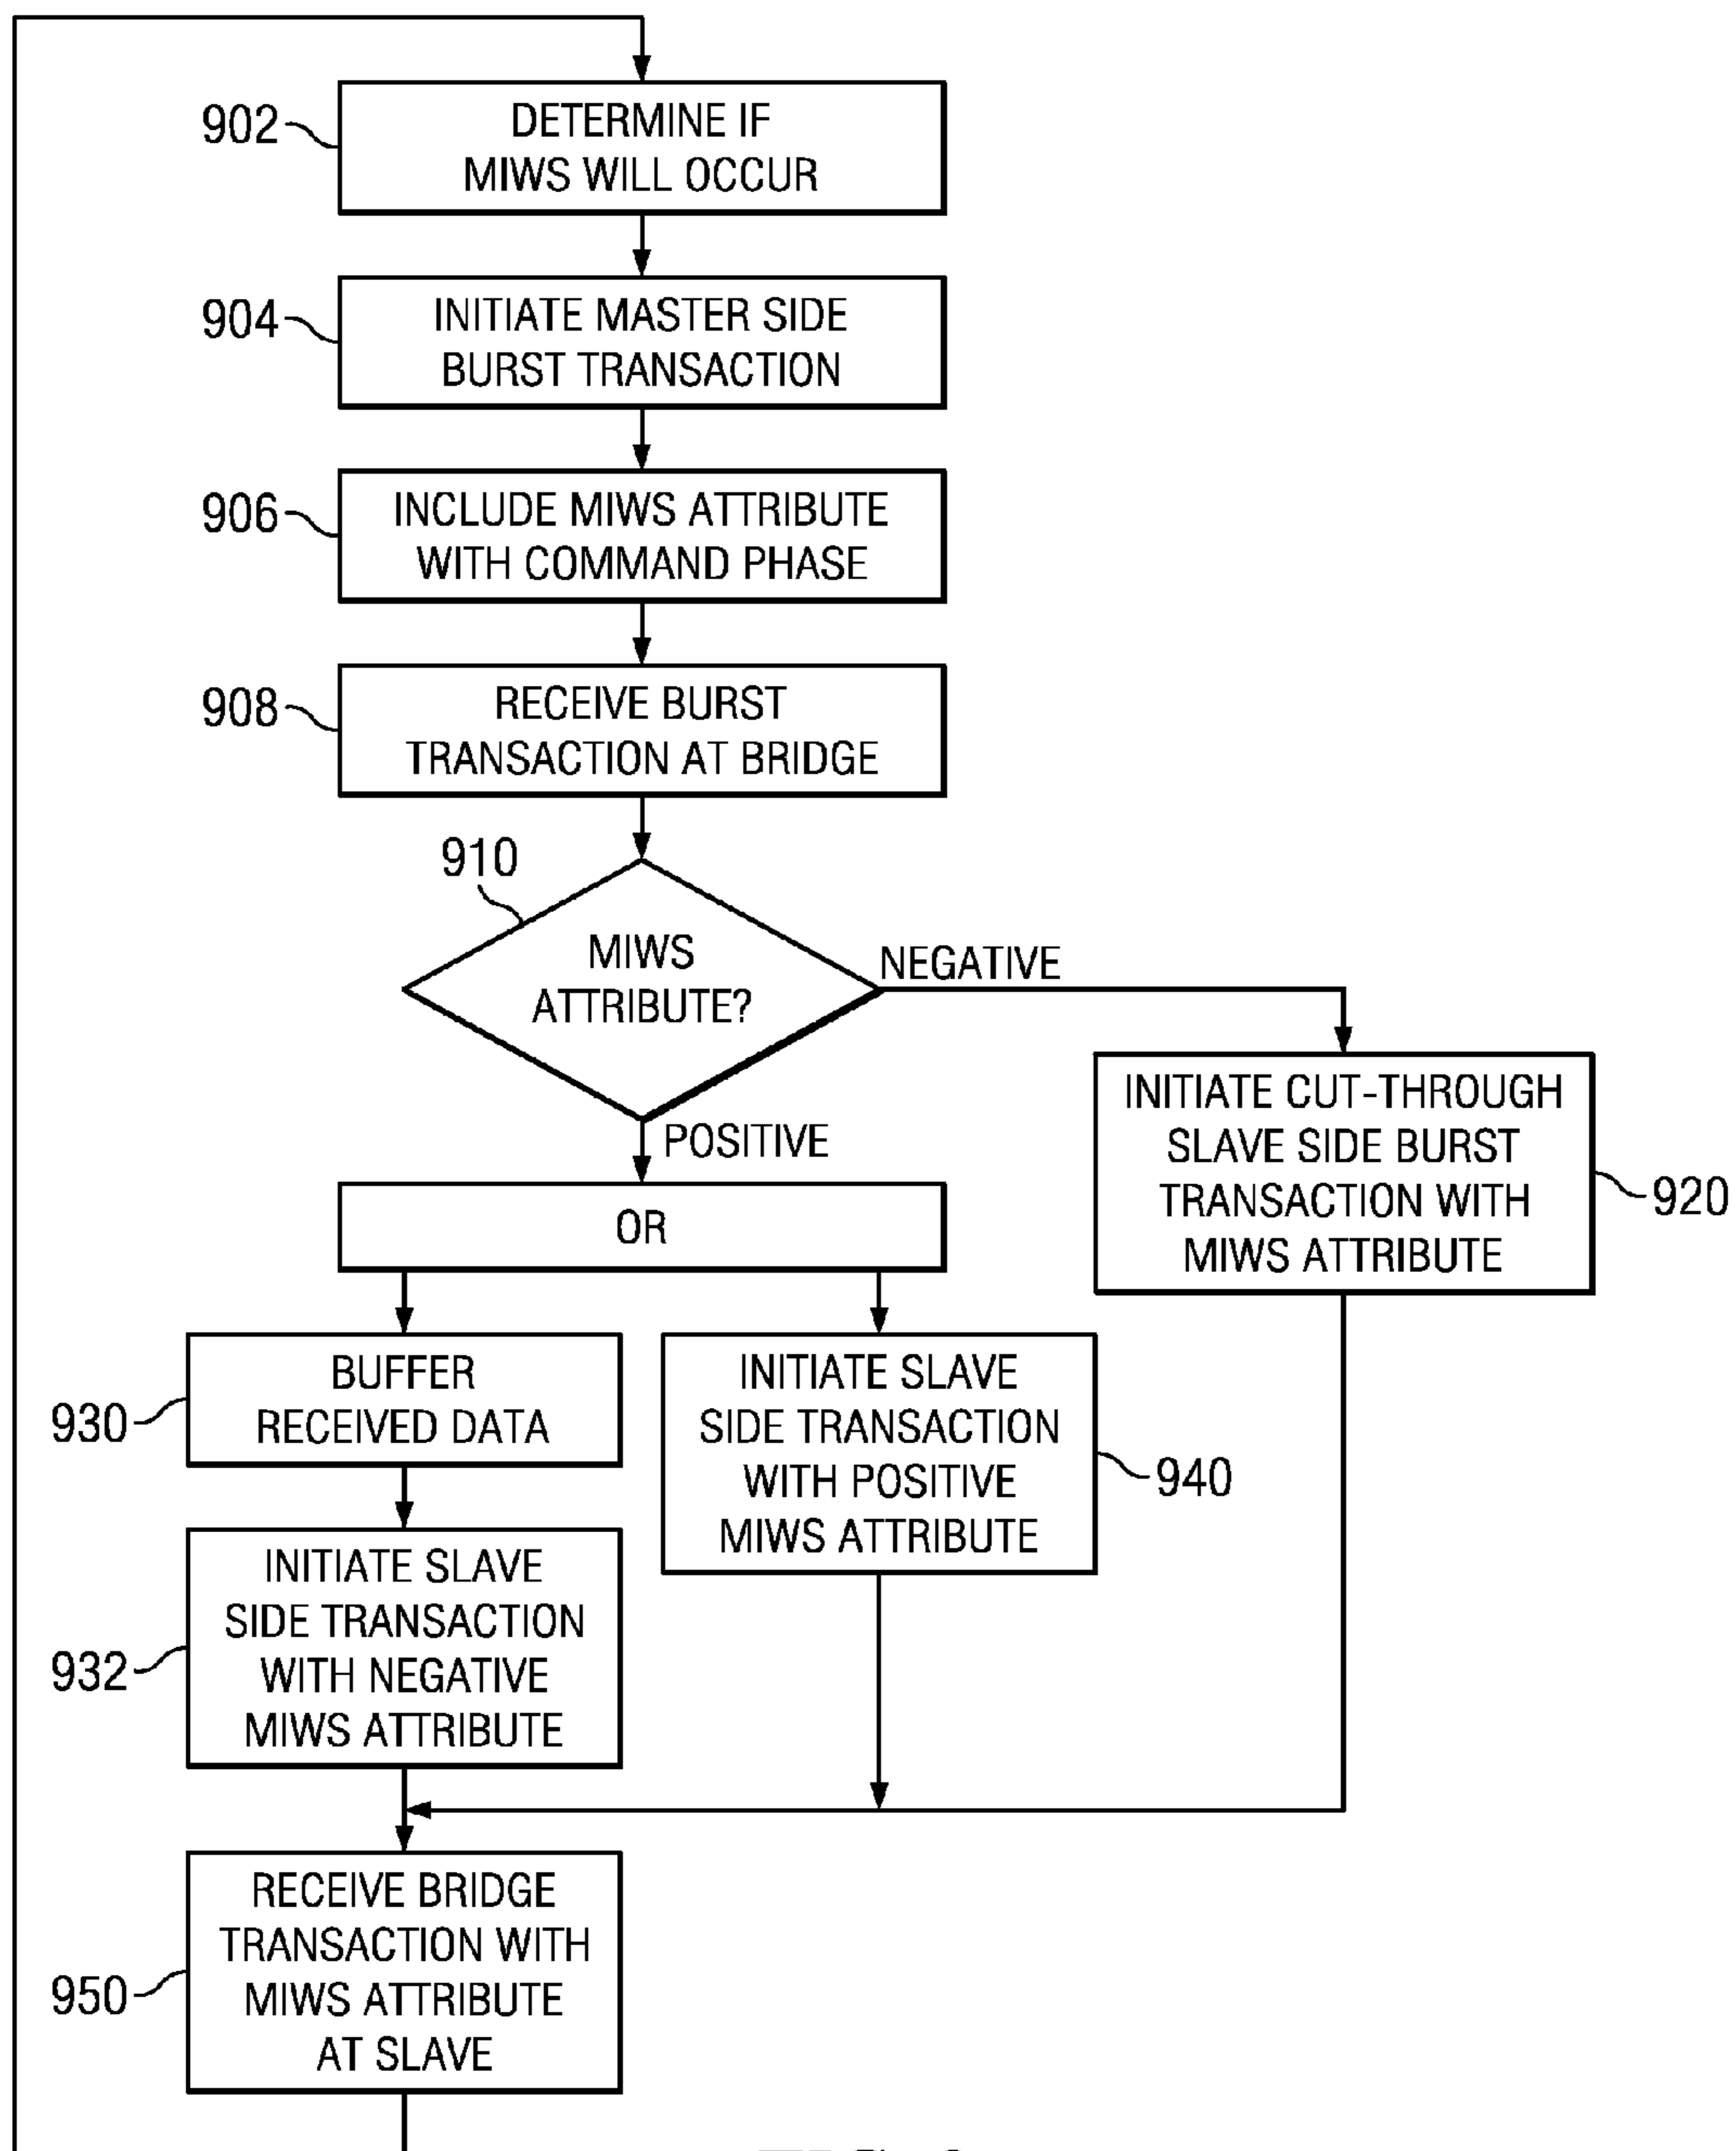 902
DETERMINE IF
MIWS WILL OCCUR
904
INITIATE MASTER SIDE
BURST TRANSACTION
906
INCLUDE MIWS ATTRIBUTE
WITH COMMAND PHASE
908
RECEIVE BURST
TRANSACTION AT BRIDGE
910
MIWS
ATTRIBUTE?
NEGATIVE
POSITIVE
INITIATE CUT-THROUGH
SLAVE SIDE BURST
TRANSACTION WITH
MIWS ATTRIBUTE
920
OR
930
BUFFER
RECEIVED DATA
INITIATE SLAVE
SIDE TRANSACTION
WITH POSITIVE
MIWS ATTRIBUTE
940
932
INITIATE SLAVE
SIDE TRANSACTION
WITH NEGATIVE
MIWS ATTRIBUTE
950
RECEIVE BRIDGE
TRANSACTION WITH
MIWS ATTRIBUTE
AT SLAVE